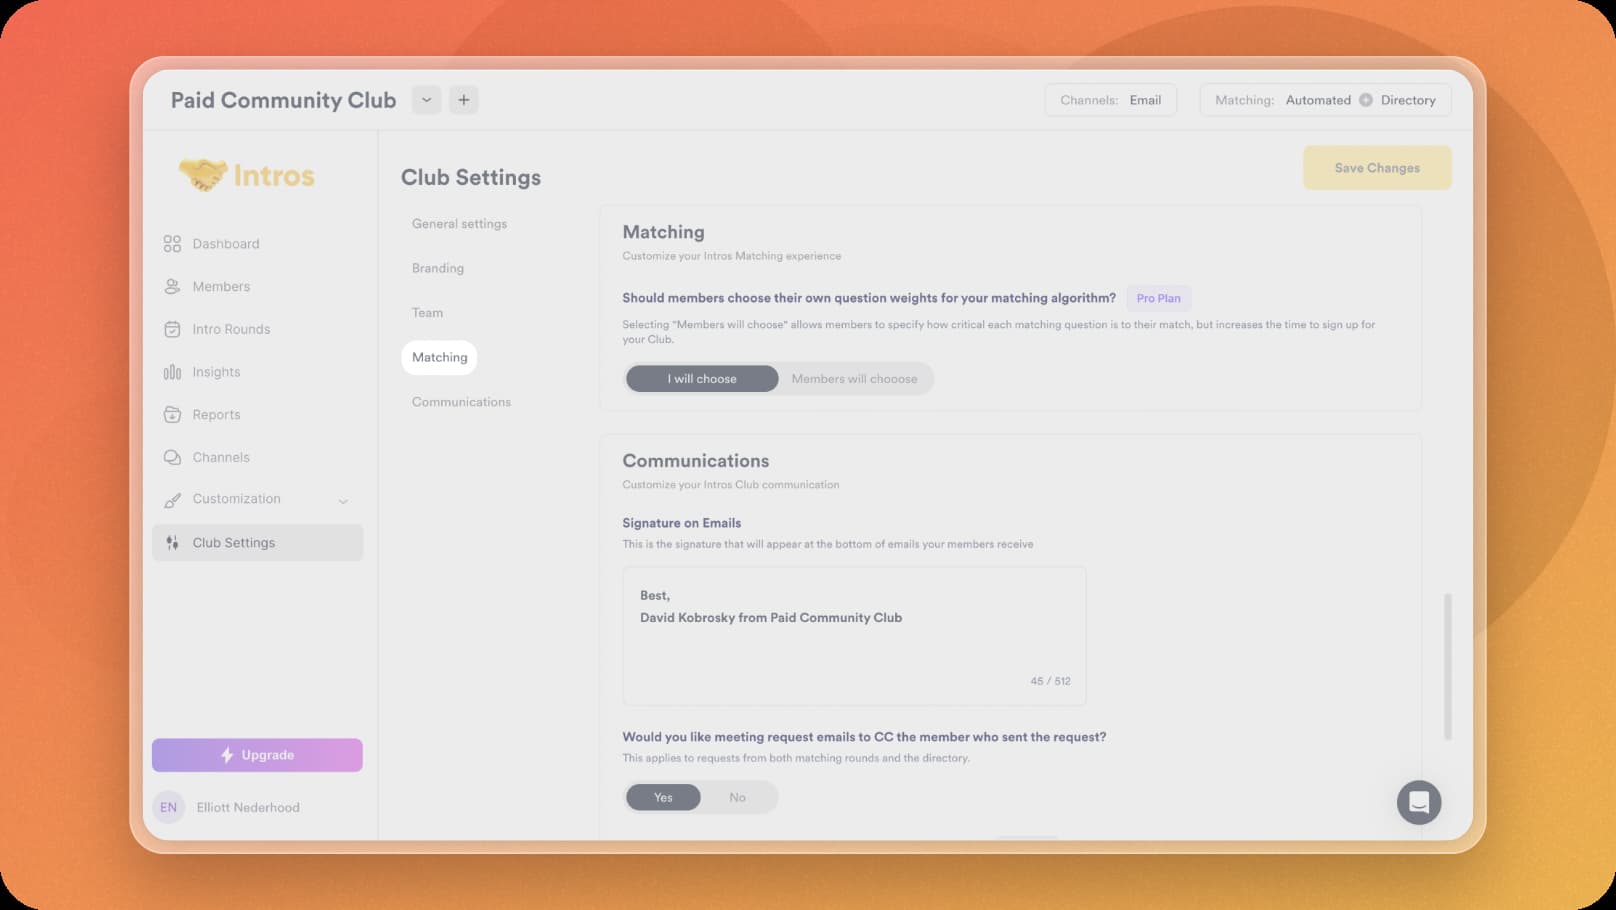 Paid Community Club
Channels: Email
Matching: Automated Directory
Intros
Dashboard
Members
Intro Rounds
Insights
Reports
Channels
Customization
Club Settings
Upgrade
EN
Elliott Nederhood
Club Settings
Save Changes
General settings
Branding
Team
Matching
Communications
Matching
Customize your Intros Matching experience
Should members choose their own question weights for your matching algorithm? Pro Plan
Selecting "Members will choose" allows members to specify how critical each matching question is to their match, but increases the time to sign up for
your Club.
I will choose
Members will chooose
Communications
Customize your Intros Club communication
Signature on Emails
This is the signature that will appear at the bottom of emails your members receive
Best,
David Kobrosky from Paid Community Club
45 / 512
Would you like meeting request emails to CC the member who sent the request?
This applies to requests from both matching rounds and the directory.
Yes
No